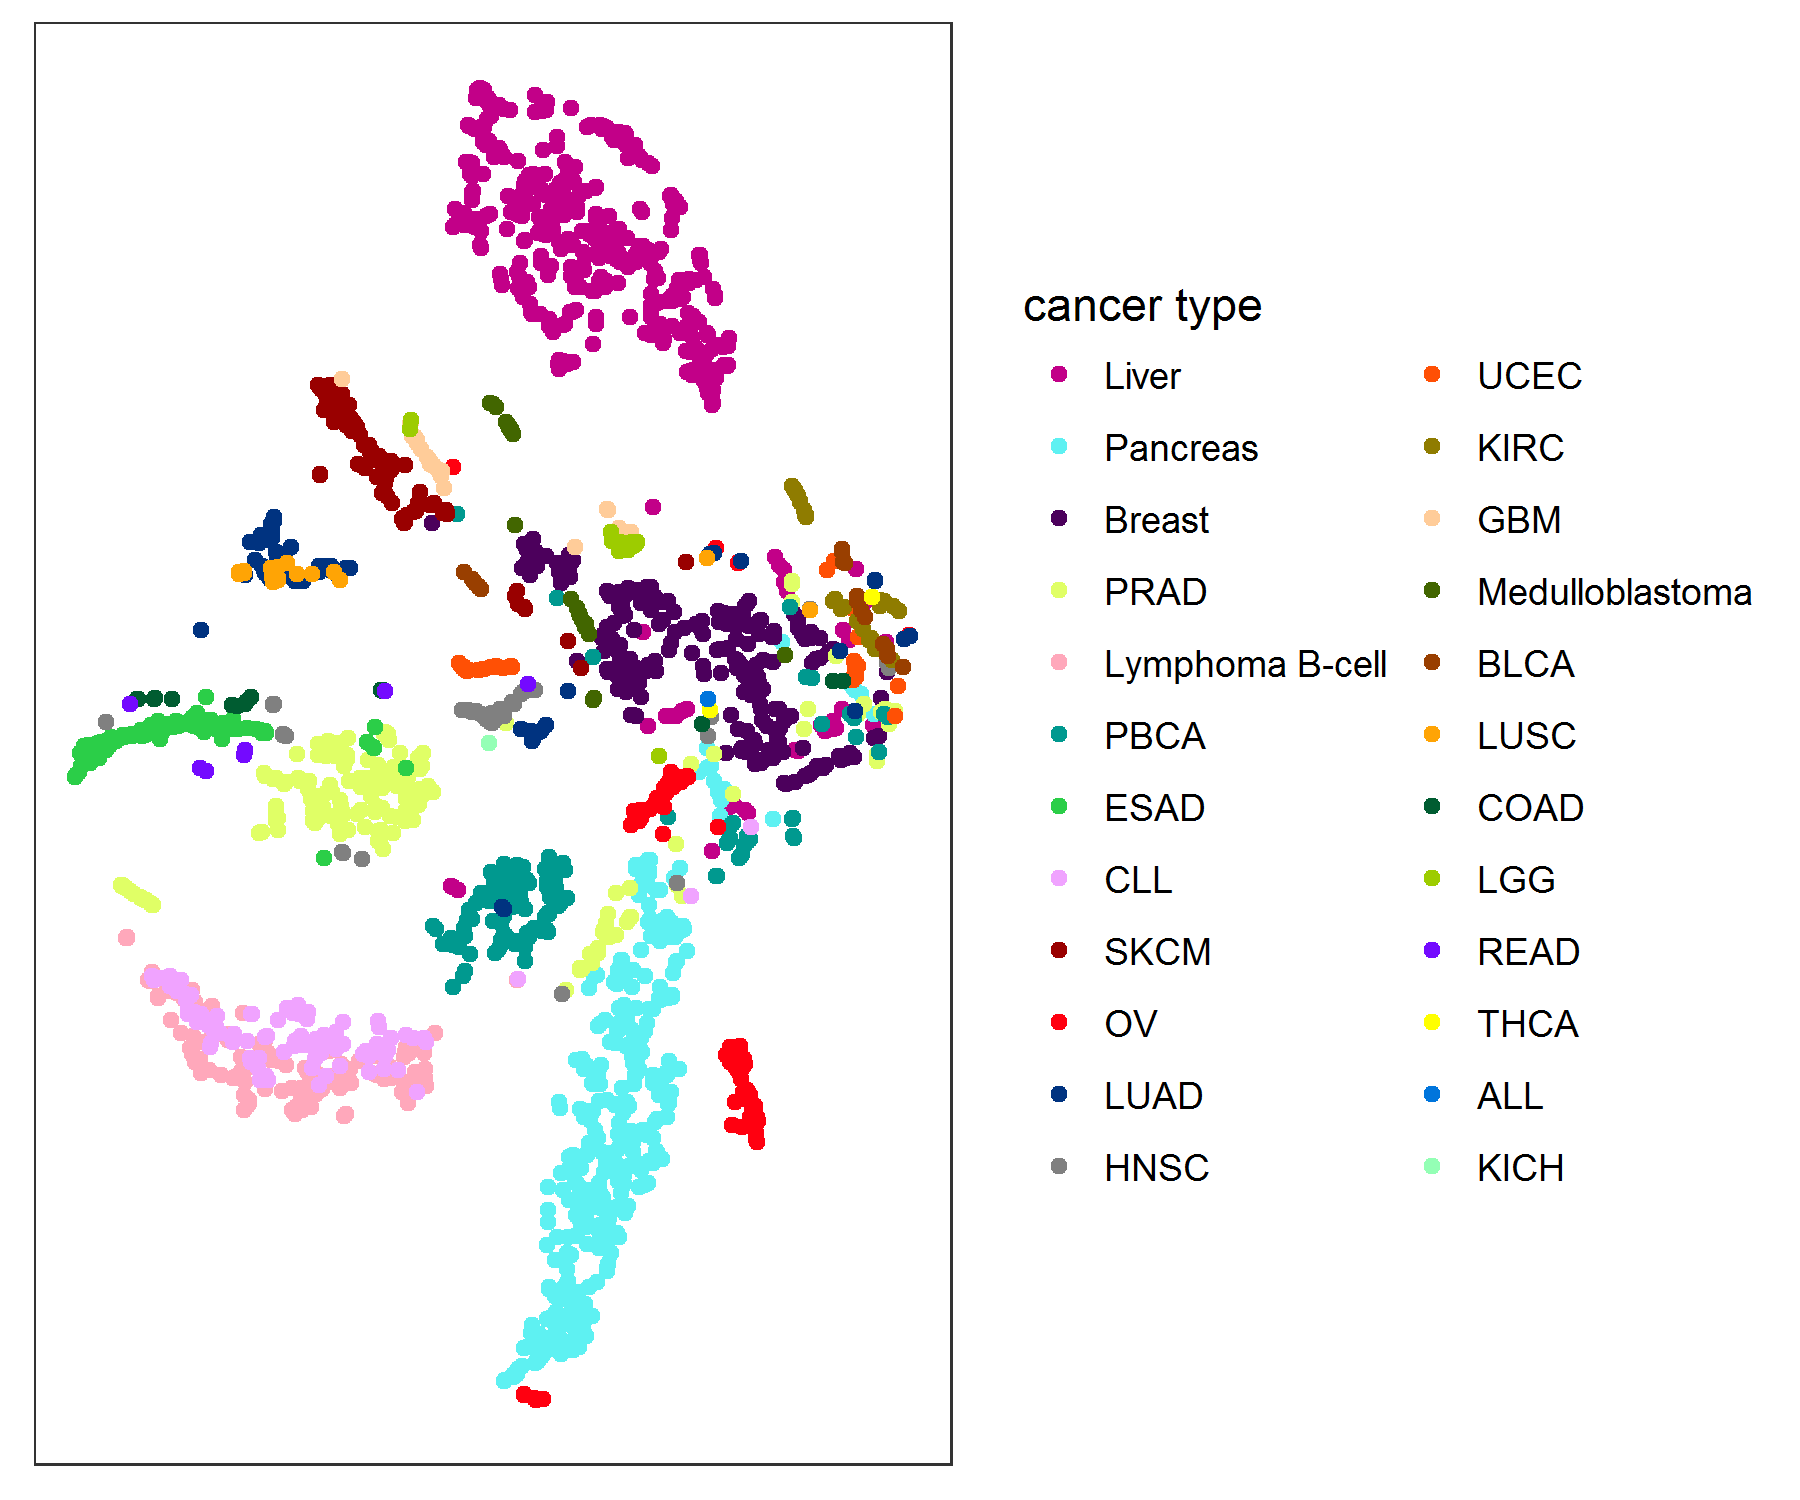 cancer type
Liver
Pancreas
Breast
PRAD
Lymphoma B-cell
PBCA
ESAD
CLL
SKCM
OV
LUAD
HNSC
UCEC
KIRC
GBM
Medulloblastoma
BLCA
LUSC
COAD
LGG
READ
THCA
ALL
KICH